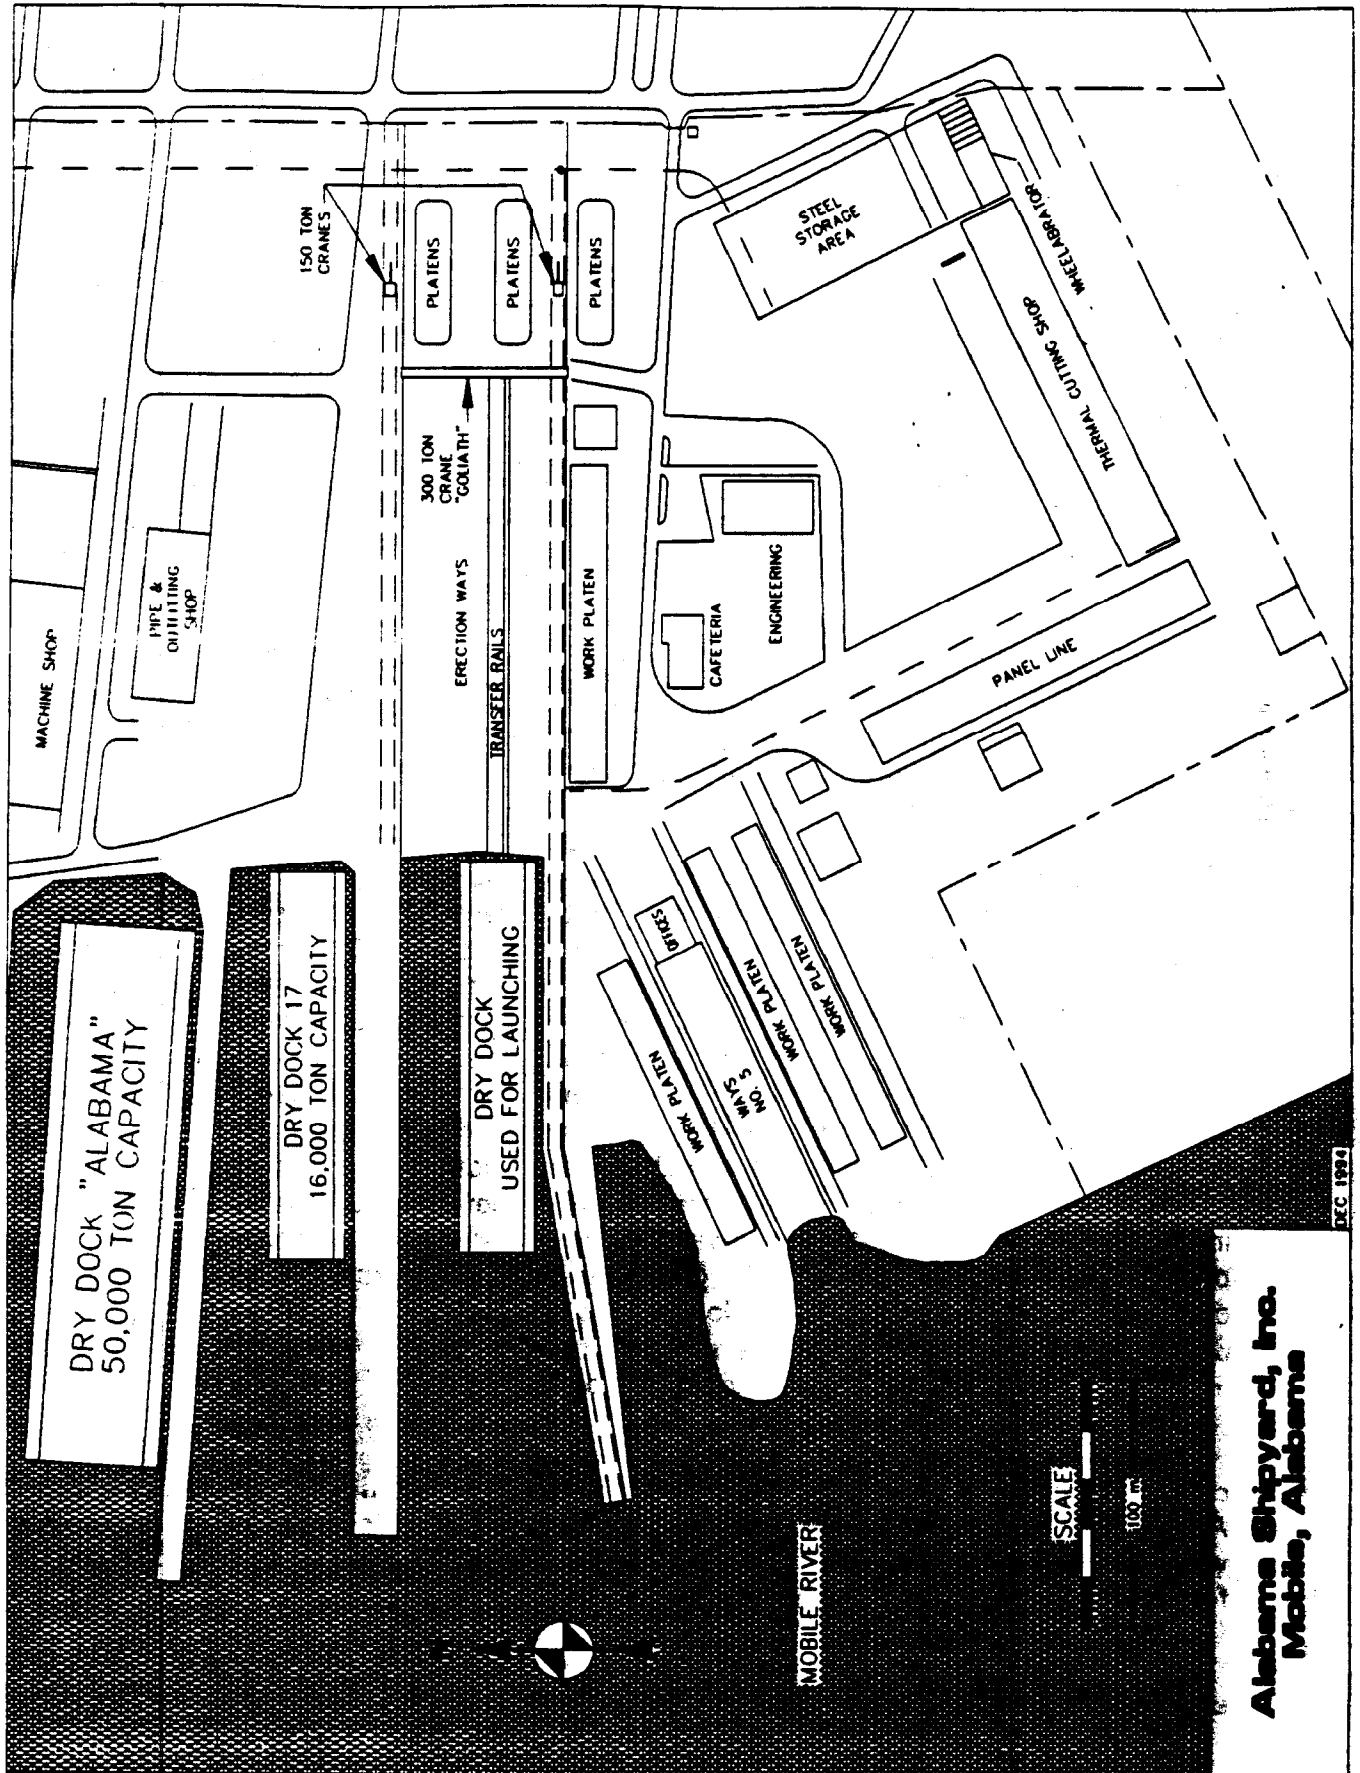 150 TON
CRANES
PLATENS
PLATENS
PLATENS
STEEL
STORAGE
AREA
WHEELABRATOR
THERMAL CUTTING SHOP
300 TON
CRANE
"GOLIATH"
MACHINE SHOP
PIPE &
OUTFITTING
SHOP
ERECTION WAYS
TRANSFER RAILS
WORK PLATEN
CAFETERIA
ENGINEERING
PANEL LINE
DRY DOCK "ALABAMA"
50,000 TON CAPACITY
DRY DOCK 17
16,000 TON CAPACITY
DRY DOCK
USED FOR LAUNCHING
OFFICES
WORK PLATEN
WAYS
NO. 5
WORK PLATEN
WORK PLATEN
MOBILE RIVER
SCALE
100 m
DEC 1994
Alabama Shipyard, Inc.
Mobile, Alabama